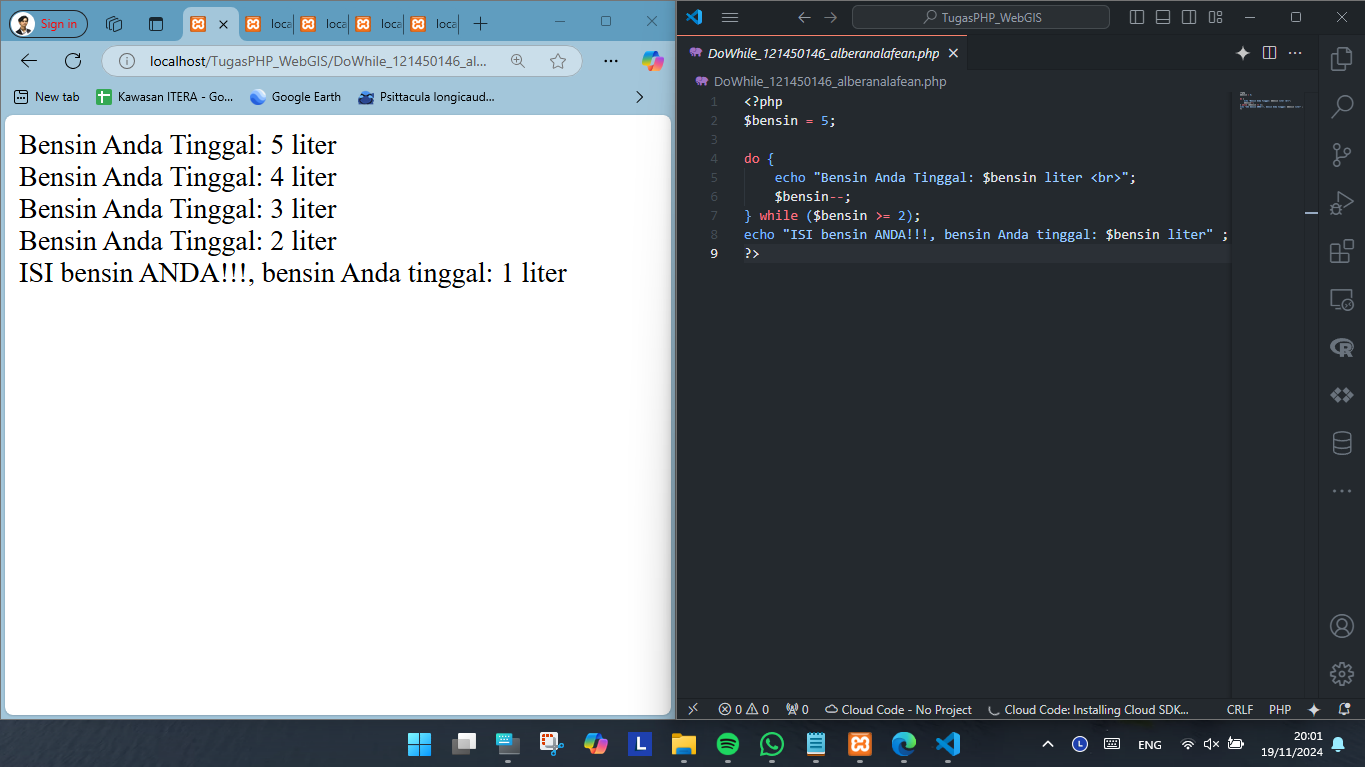 Sign in
loca
loca
loca
loca
localhost/TugasPHP_WebGIS/DoWhile_121450146_al...
New tab
Kawasan ITERA - Go...
Google Earth
Psittacula longicaud...
Bensin Anda Tinggal: 5 liter
Bensin Anda Tinggal: 4 liter
Bensin Anda Tinggal: 3 liter
Bensin Anda Tinggal: 2 liter
ISI bensin ANDA!!!, bensin Anda tinggal: 1 liter
TugasPHP_WebGIS
DoWhile_121450146_alberanalafean.php
DoWhile_121450146_alberanalafean.php
1 <?php
2 $bensin = 5;
3
4 do {
5 echo "Bensin Anda Tinggal: $bensin liter <br>";
6 $bensin--;
7 } while ($bensin >= 2);
8 echo "ISI bensin ANDA!!!, bensin Anda tinggal: $bensin liter" ;
9 ?>
0 0 0 Cloud Code - No Project Cloud Code: Installing Cloud SDK... CRLF PHP
L
L
ENG
20:01
19/11/2024